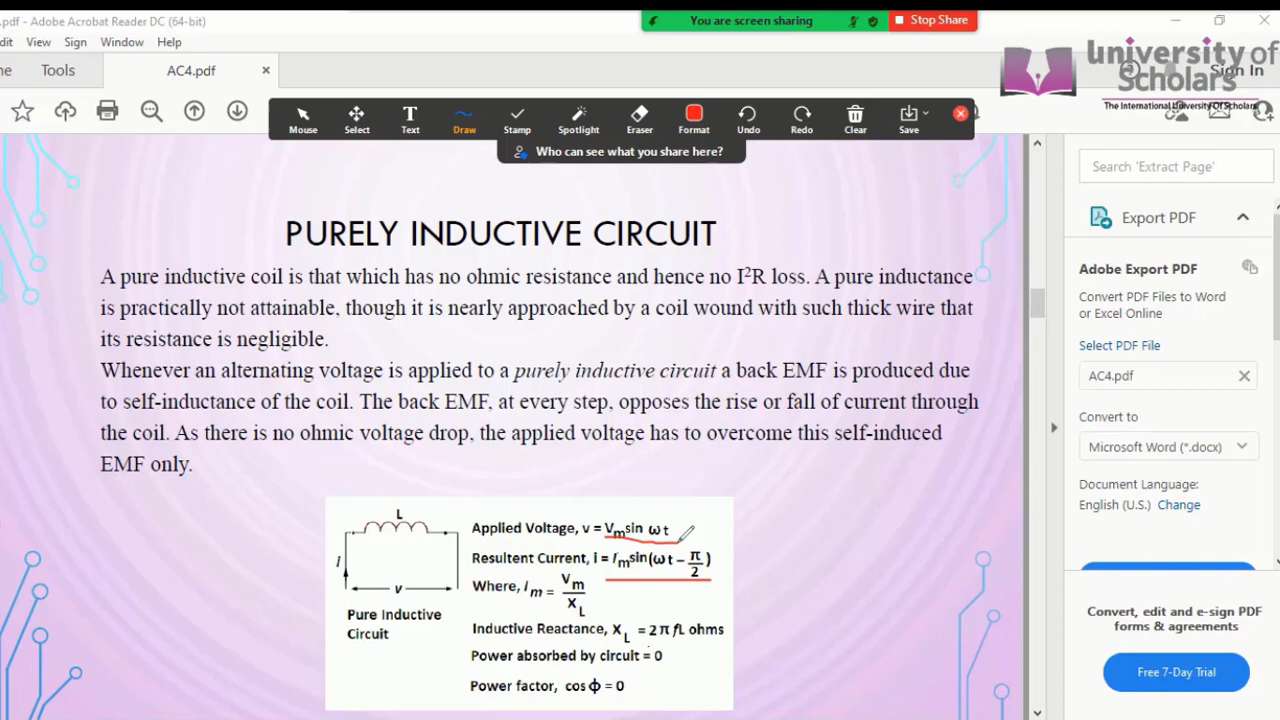 .pdf - Adobe Acrobat Reader DC (64-bit)
You are screen sharing
Stop Share
dit View Sign Window Help
University of Scholars
The International University Of Scholars
ne Tools AC4.pdf
Sign In
Mouse Select Text Draw Stamp Spotlight Eraser Format Undo Redo Clear Save
Who can see what you share here?
PURELY INDUCTIVE CIRCUIT
A pure inductive coil is that which has no ohmic resistance and hence no I²R loss. A pure inductance
is practically not attainable, though it is nearly approached by a coil wound with such thick wire that
its resistance is negligible.
Whenever an alternating voltage is applied to a purely inductive circuit a back EMF is produced due
to self-inductance of the coil. The back EMF, at every step, opposes the rise or fall of current through
the coil. As there is no ohmic voltage drop, the applied voltage has to overcome this self-induced
EMF only.
L
i
v
Pure Inductive
Circuit
Applied Voltage, v = Vₘsin ωt
Resultent Current, i = Iₘsin(ωt − π/2)
Where, Iₘ = Vₘ/X_L
Inductive Reactance, X_L = 2π fL ohms
Power absorbed by circuit = 0
Power factor, cos ϕ = 0
Search 'Extract Page'
Export PDF
Adobe Export PDF
Convert PDF Files to Word
or Excel Online
Select PDF File
AC4.pdf
Convert to
Microsoft Word (*.docx)
Document Language:
English (U.S.) Change
Convert, edit and e-sign PDF
forms & agreements
Free 7-Day Trial